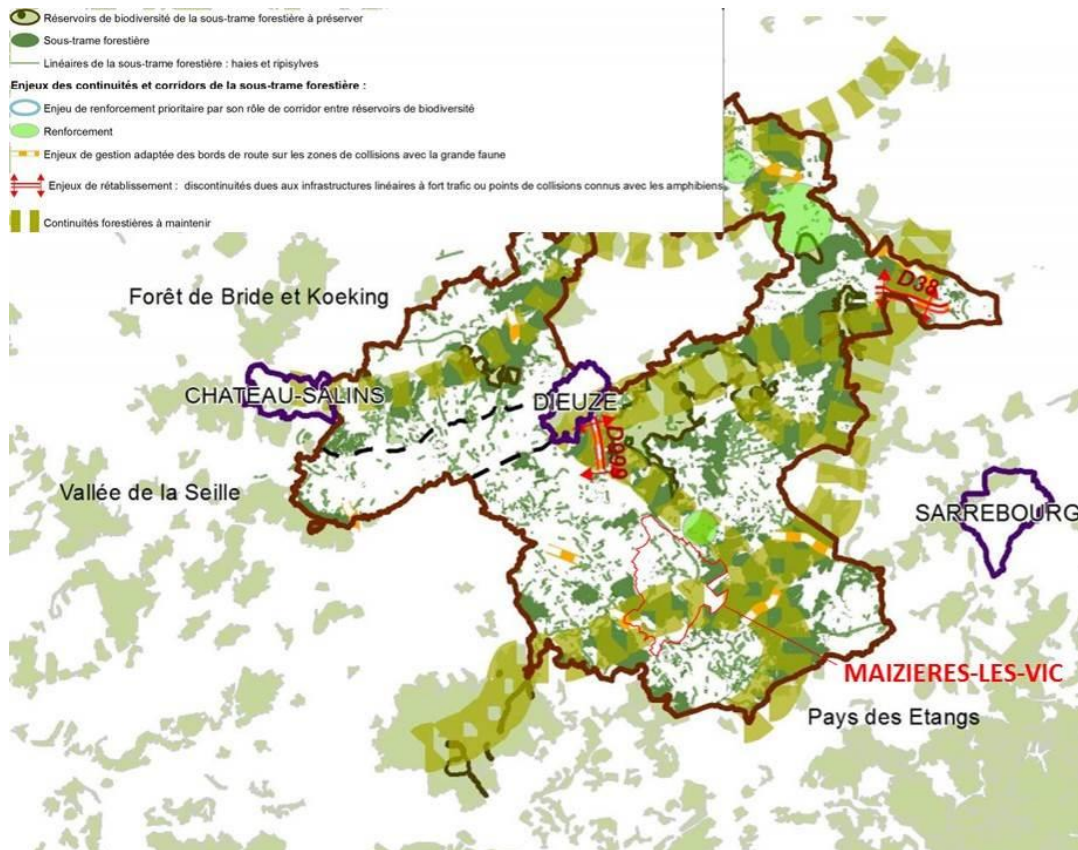 Réservoirs de biodiversité de la sous-trame forestière à préserver
Sous-trame forestière
Linéaires de la sous-trame forestière : haies et ripisylves
Enjeux des continuités et corridors de la sous-trame forestière :
Enjeu de renforcement prioritaire par son rôle de corridor entre réservoirs de biodiversité
Renforcement
Enjeux de gestion adaptée des bords de route sur les zones de collisions avec la grande faune
Enjeux de rétablissement : discontinuités dues aux infrastructures linéaires à fort trafic ou points de collisions connus avec les amphibiens
Continuités forestières à maintenir
D38
Forêt de Bride et Koeking
CHATEAU-SALINS
DIEUZE
D999
Vallée de la Seille
SARREBOURG
MAIZIERES-LES-VIC
Pays des Etangs